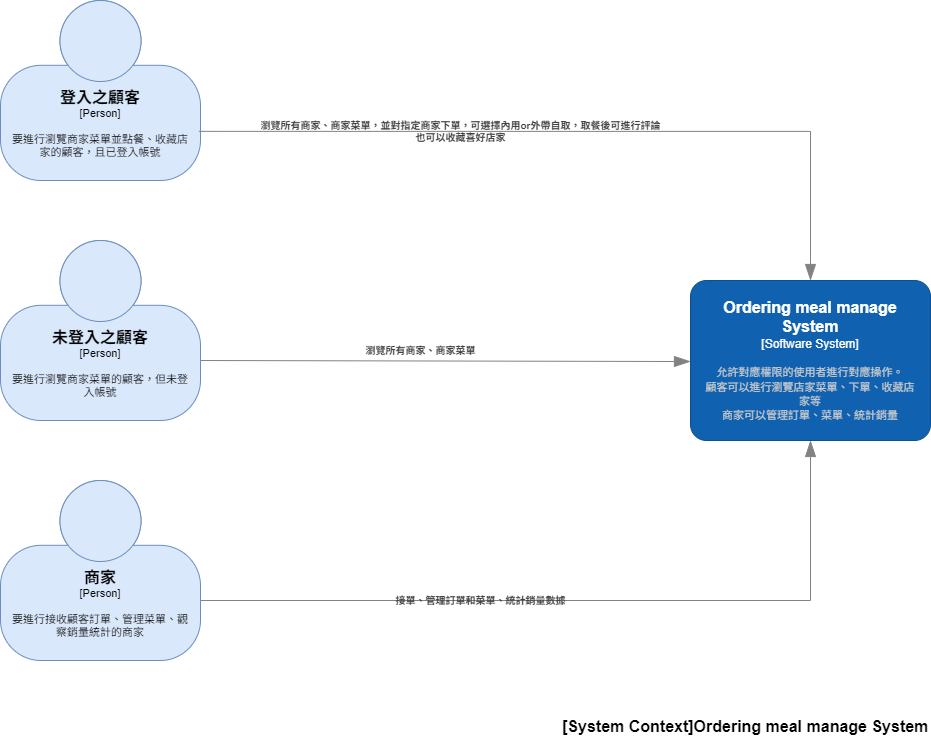 登入之顧客
[Person]
要進行瀏覽商家菜單並點餐、收藏店
家的顧客，且已登入帳號
瀏覽所有商家、商家菜單，並對指定商家下單，可選擇內用or外帶自取，取餐後可進行評論
也可以收藏喜好店家
未登入之顧客
[Person]
要進行瀏覽商家菜單的顧客，但未登
入帳號
瀏覽所有商家、商家菜單
Ordering meal manage
System
[Software System]
允許對應權限的使用者進行對應操作。
顧客可以進行瀏覽店家菜單、下單、收藏店
家等
商家可以管理訂單、菜單、統計銷量
商家
[Person]
要進行接收顧客訂單、管理菜單、觀
察銷量統計的商家
接單、管理訂單和菜單、統計銷量數據
[System Context]Ordering meal manage System